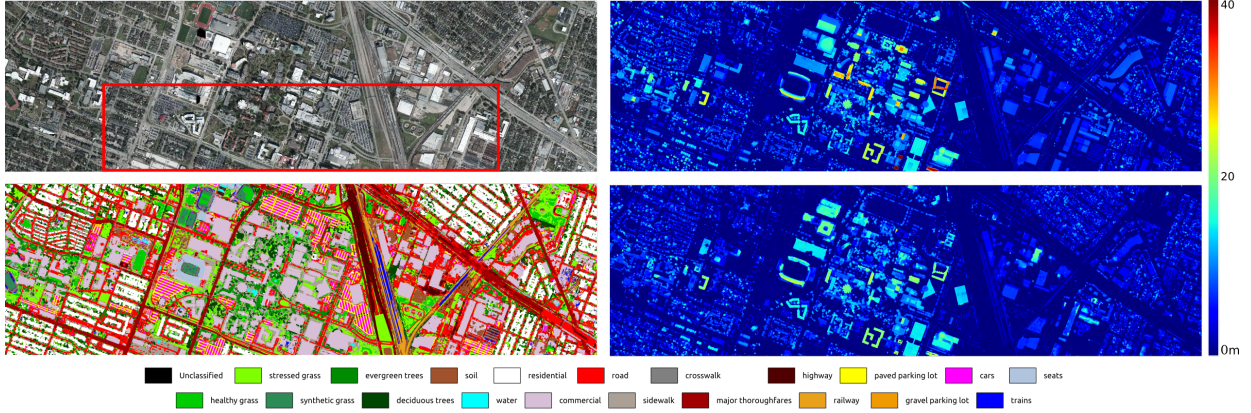 40
20
0m
Unclassified stressed grass evergreen trees soil residential road crosswalk highway paved parking lot cars seats
healthy grass synthetic grass deciduous trees water commercial sidewalk major thoroughfares railway gravel parking lot trains